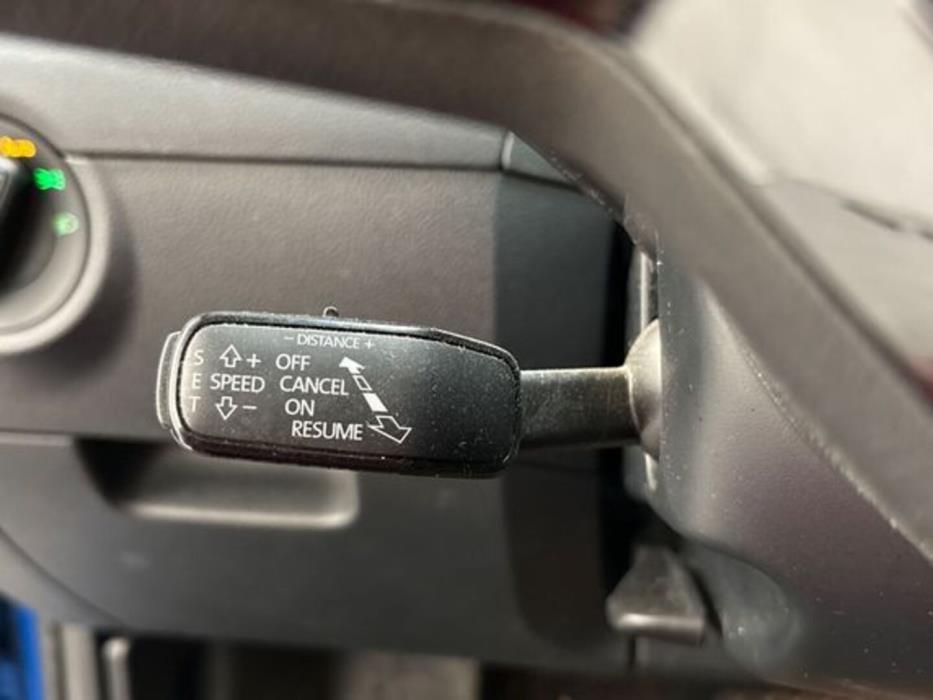 - DISTANCE +
S + OFF
E SPEED CANCEL
T - ON
RESUME